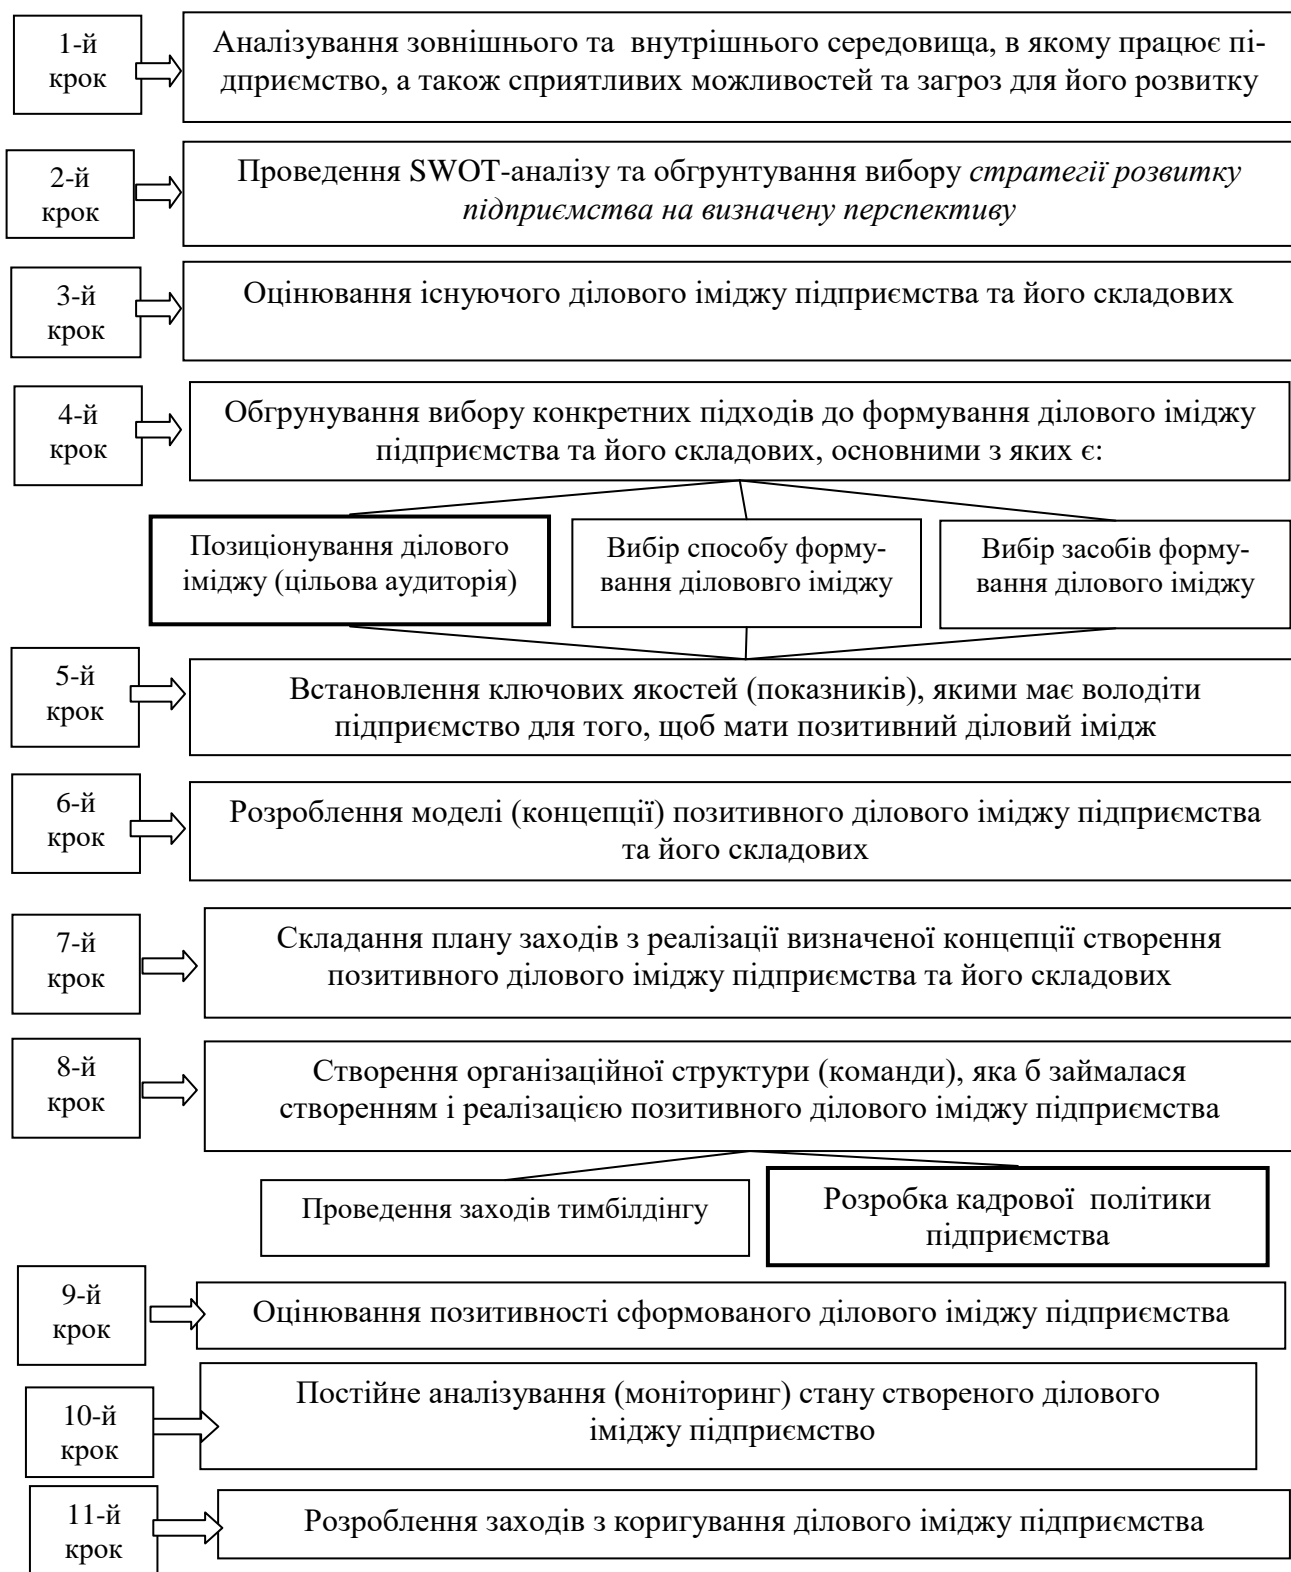 1-й
крок
Аналізування зовнішнього та  внутрішнього середовища, в якому працює пі-
дприємство, а також сприятливих можливостей та загроз для його розвитку
2-й
крок
Проведення SWOT-аналізу та обгрунтування вибору стратегії розвитку
підприємства на визначену перспективу
3-й
крок
Оцінювання існуючого ділового іміджу підприємства та його складових
4-й
крок
Обгрунування вибору конкретних підходів до формування ділового іміджу
підприємства та його складових, основними з яких є:
Позиціонування ділового
іміджу (цільова аудиторія)
Вибір способу форму-
вання ділововго іміджу
Вибір засобів форму-
вання ділового іміджу
5-й
крок
Встановлення ключових якостей (показників), якими має володіти
підприємство для того, щоб мати позитивний діловий імідж
6-й
крок
Розроблення моделі (концепції) позитивного ділового іміджу підприємства
та його складових
7-й
крок
Складання плану заходів з реалізації визначеної концепції створення
позитивного ділового іміджу підприємства та його складових
8-й
крок
Створення організаційної структури (команди), яка б займалася
створенням і реалізацією позитивного ділового іміджу підприємства
Проведення заходів тимбілдінгу
Розробка кадрової  політики
підприємства
9-й
крок
Оцінювання позитивності сформованого ділового іміджу підприємства
10-й
крок
Постійне аналізування (моніторинг) стану створеного ділового
іміджу підприємство
11-й
крок
Розроблення заходів з коригування ділового іміджу підприємства